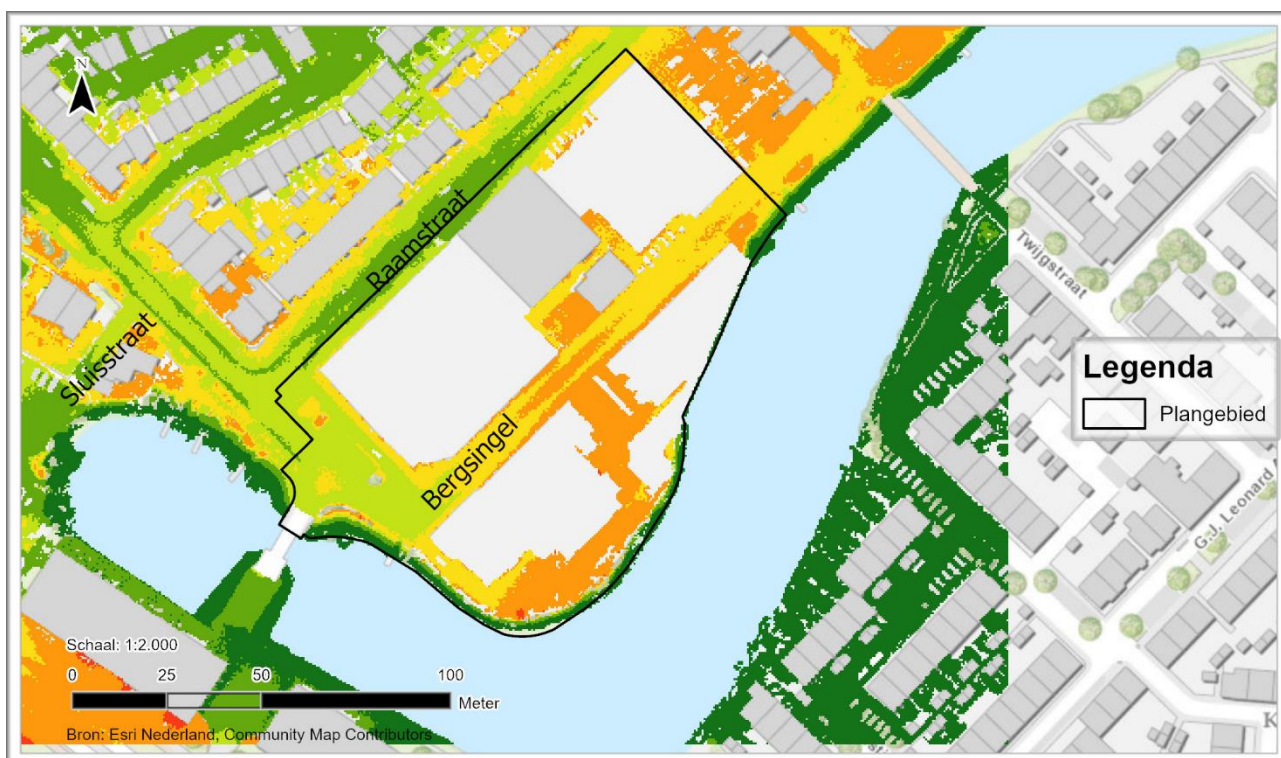 N
Raamstraat
Sluisstraat
Bergsingel
Twijgstraat
G.J. Leonard
Legenda
Plangebied
Schaal: 1:2.000
0 25 50 100
Meter
Bron: Esri Nederland, Community Map Contributors
K